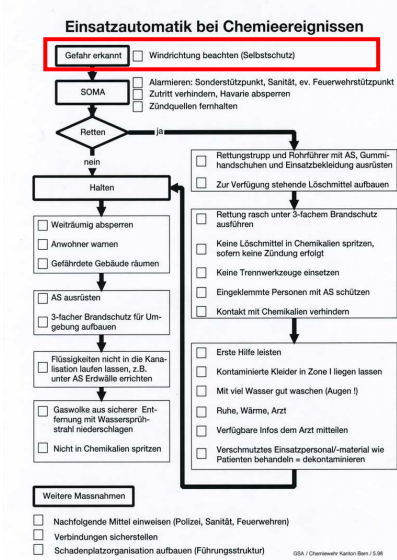 Einsatzautomatik bei Chemieereignissen
Gefahr erkannt
Windrichtung beachten (Selbstschutz)
SOMA
Alarmieren: Sonderstützpunkt, Sanität, ev. Feuerwehrstützpunkt
Zutritt verhindern, Havarie absperren
Zündquellen fernhalten
Retten
ja
nein
Halten
Weiträumig absperren
Anwohner warnen
Gefährdete Gebäude räumen
AS ausrüsten
3-facher Brandschutz für Um-
gebung aufbauen
Flüssigkeiten nicht in die Kana-
lisation laufen lassen, z.B.
unter AS Erdwälle errichten
Gaswolke aus sicherer Ent-
fernung mit Wassersprüh-
strahl niederschlagen
Nicht in Chemikalien spritzen
Rettungstrupp und Rohrführer mit AS, Gummi-
handschuhen und Einsatzbekleidung ausrüsten
Zur Verfügung stehende Löschmittel aufbauen
Rettung rasch unter 3-fachem Brandschutz
ausführen
Keine Löschmittel in Chemikalien spritzen,
sofern keine Zündung erfolgt
Keine Trennwerkzeuge einsetzen
Eingeklemmte Personen mit AS schützen
Kontakt mit Chemikalien verhindern
Erste Hilfe leisten
Kontaminierte Kleider in Zone I liegen lassen
Mit viel Wasser gut waschen (Augen !)
Ruhe, Wärme, Arzt
Verfügbare Infos dem Arzt mitteilen
Verschmutztes Einsatzpersonal/-material wie
Patienten behandeln = dekontaminieren
Weitere Massnahmen
Nachfolgende Mittel einweisen (Polizei, Sanität, Feuerwehren)
Verbindungen sicherstellen
Schadenplatzorganisation aufbauen (Führungsstruktur)
GSA / Chemiewehr Kanton Bern / 5.98